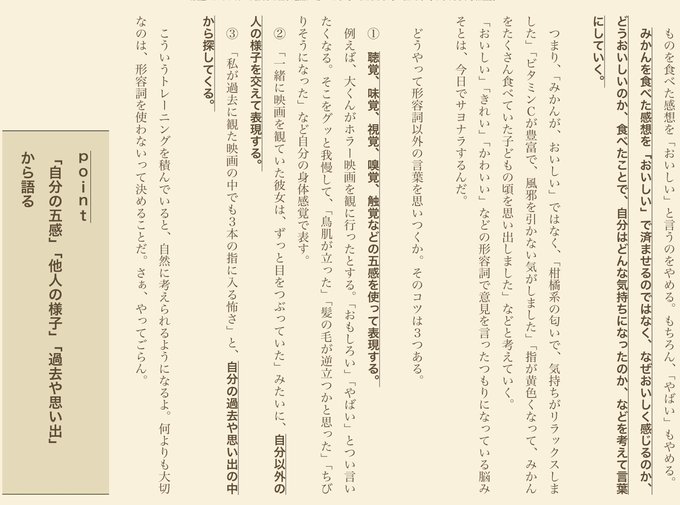 ものを食べた感想を「おいしい」と言うのをやめる。もちろん、「やばい」もやめる。
みかんを食べた感想を「おいしい」で済ませるのではなく、なぜおいしく感じるのか、
どうおいしいのか、食べたことで、自分はどんな気持ちになったのか、などを考えて言葉
にしていく。
つまり、「みかんが、おいしい」ではなく、「柑橘系の匂いで、気持ちがリラックスしま
した」「ビタミンCが豊富で、風邪を引かない気がしました」「指が黄色くなって、みかん
をたくさん食べていた子どもの頃を思い出しました」などと考えていく。
「おいしい」「きれい」「かわいい」などの形容詞で意見を言ったつもりになっている脳み
そとは、今日でサヨナラするんだ。
どうやって形容詞以外の言葉を思いつくか。そのコツは3つある。
① 聴覚、味覚、視覚、嗅覚、触覚などの五感を使って表現する。
例えば、大くんがホラー映画を観に行ったとする。「おもしろい」「やばい」とつい言い
たくなる。そこをグッと我慢して、「鳥肌が立った」「髪の毛が逆立つかと思った」「ちび
りそうになった」など自分の身体感覚で表す。
② 「一緒に映画を観ていた彼女は、ずっと目をつぶっていた」みたいに、自分以外の
人の様子を交えて表現する。
③ 「私が過去に観た映画の中でも3本の指に入る怖さ」と、自分の過去や思い出の中
から探してくる。
こういうトレーニングを積んでいると、自然に考えられるようになるよ。何よりも大切
なのは、形容詞を使わないって決めることだ。さぁ、やってごらん。
point
「自分の五感」「他人の様子」「過去や思い出」
から語る